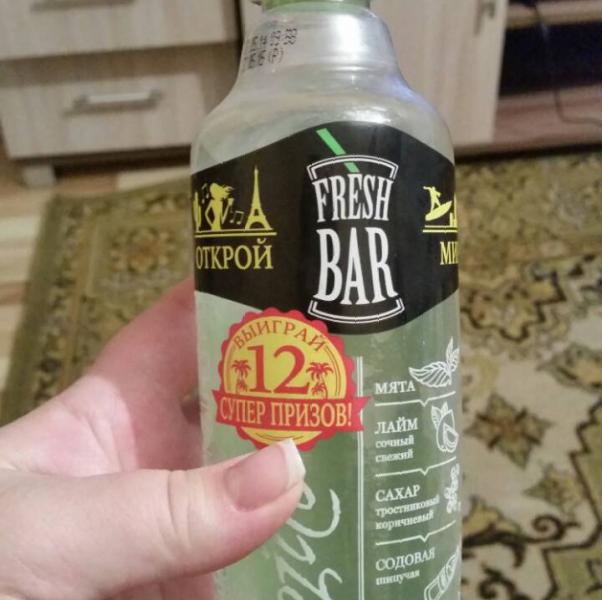 ОТКРОЙ
FRESH
BAR
ВЫИГРАЙ
12
СУПЕР ПРИЗОВ!
МЯТА
ЛАЙМ
сочный
свежий
САХАР
тростниковый
коричневый
СОДОВАЯ
шипучая